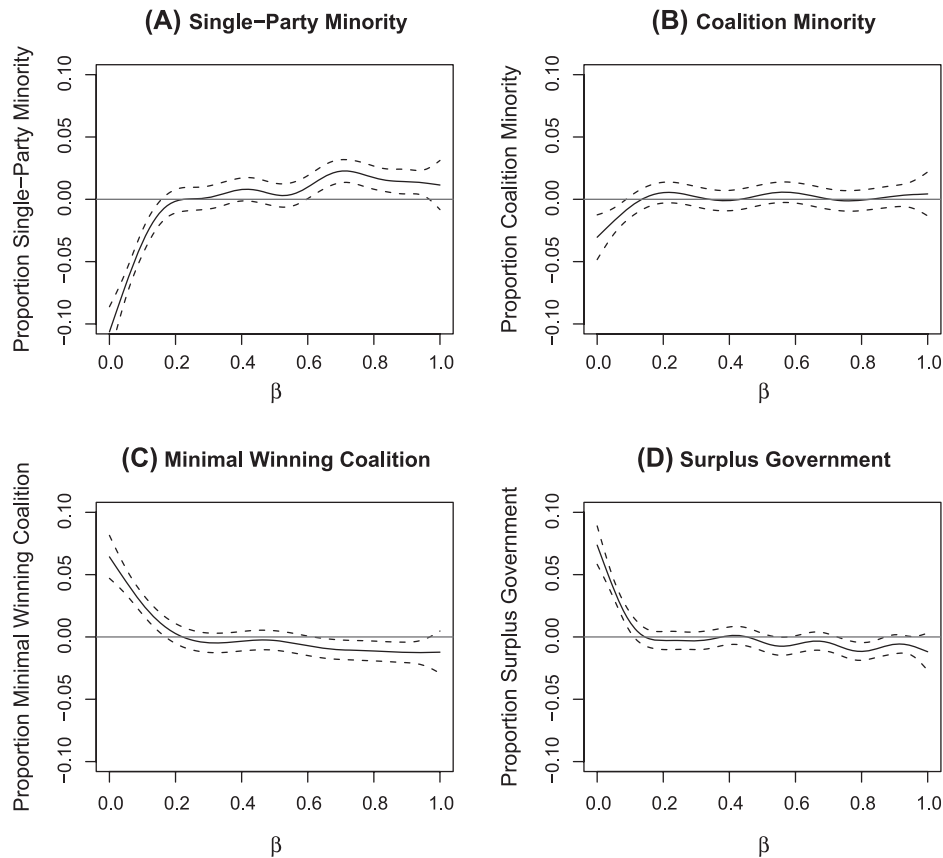 (A) Single−Party Minority
Proportion Single−Party Minority
0.10
0.05
0.00
−0.05
−0.10
0.0 0.2 0.4 0.6 0.8 1.0
β
(B) Coalition Minority
Proportion Coalition Minority
0.10
0.05
0.00
−0.05
−0.10
0.0 0.2 0.4 0.6 0.8 1.0
β
(C) Minimal Winning Coalition
Proportion Minimal Winning Coalition
0.10
0.05
0.00
−0.05
−0.10
0.0 0.2 0.4 0.6 0.8 1.0
β
(D) Surplus Government
Proportion Surplus Government
0.10
0.05
0.00
−0.05
−0.10
0.0 0.2 0.4 0.6 0.8 1.0
β